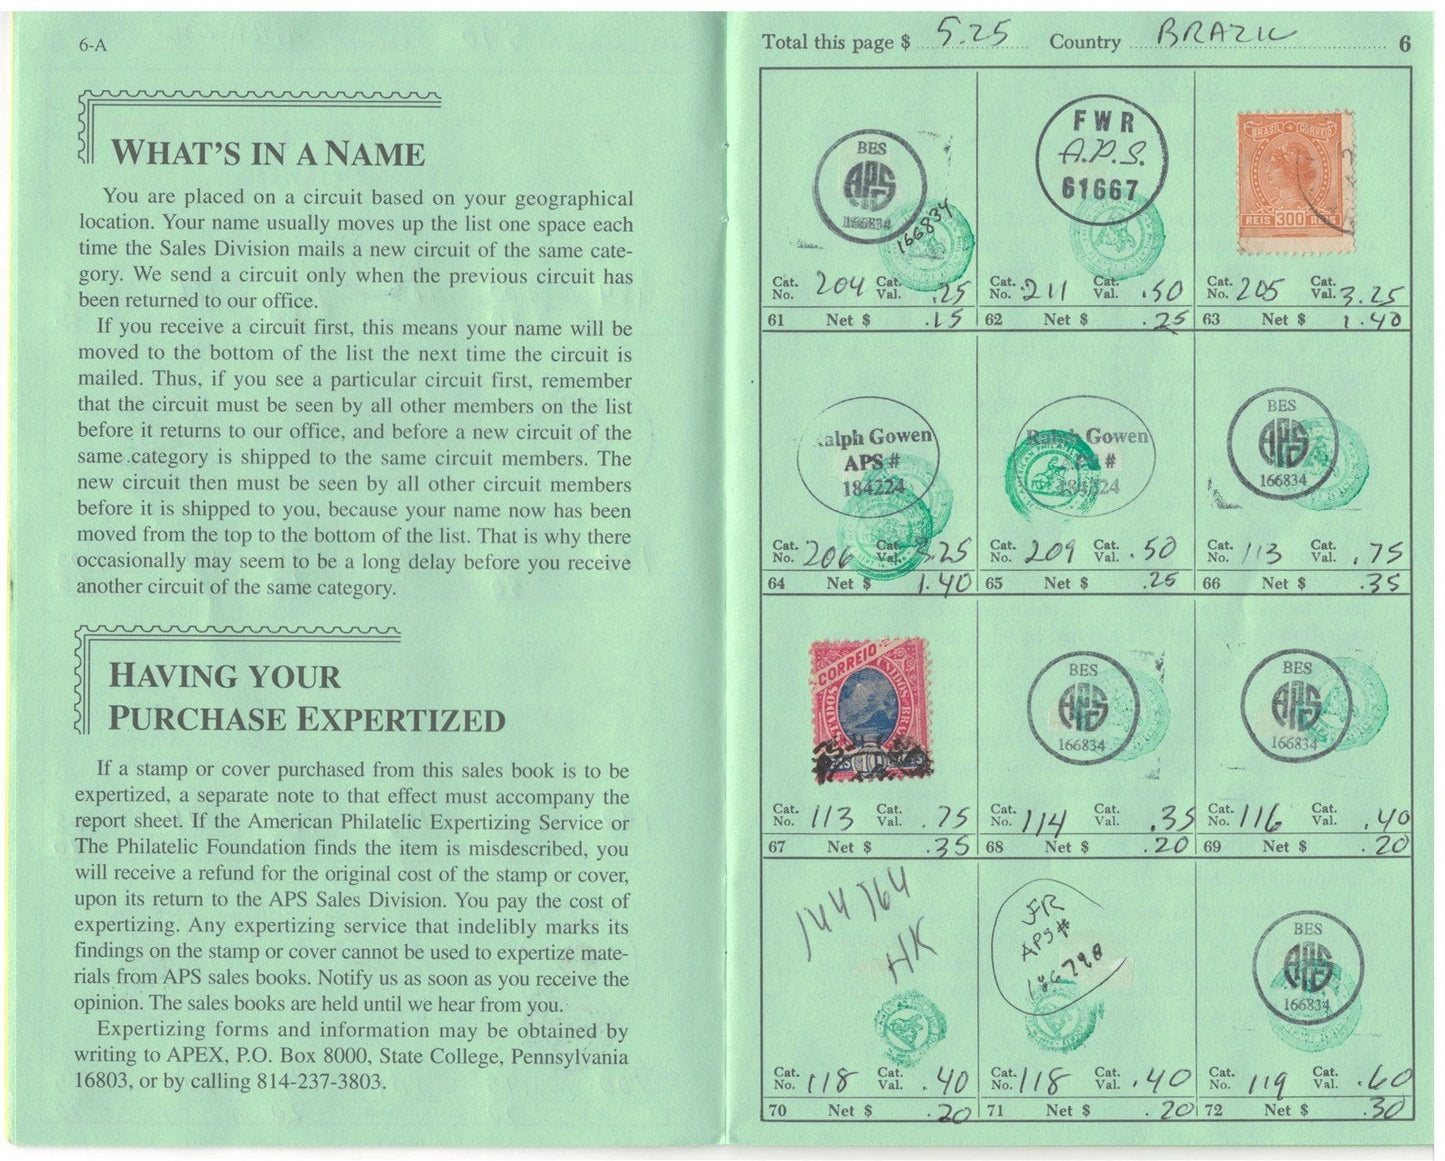 6-A
WHAT'S IN A NAME
You are placed on a circuit based on your geographical
location. Your name usually moves up the list one space each
time the Sales Division mails a new circuit of the same cate-
gory. We send a circuit only when the previous circuit has
been returned to our office.
If you receive a circuit first, this means your name will be
moved to the bottom of the list the next time the circuit is
mailed. Thus, if you see a particular circuit first, remember
that the circuit must be seen by all other members on the list
before it returns to our office, and before a new circuit of the
same category is shipped to the same circuit members. The
new circuit then must be seen by all other circuit members
before it is shipped to you, because your name now has been
moved from the top to the bottom of the list. That is why there
occasionally may seem to be a long delay before you receive
another circuit of the same category.
HAVING YOUR
PURCHASE EXPERTIZED
If a stamp or cover purchased from this sales book is to be
expertized, a separate note to that effect must accompany the
report sheet. If the American Philatelic Expertizing Service or
The Philatelic Foundation finds the item is misdescribed, you
will receive a refund for the original cost of the stamp or cover,
upon its return to the APS Sales Division. You pay the cost of
expertizing. Any expertizing service that indelibly marks its
findings on the stamp or cover cannot be used to expertize mate-
rials from APS sales books. Notify us as soon as you receive the
opinion. The sales books are held until we hear from you.
Expertizing forms and information may be obtained by
writing to APEX, P.O. Box 8000, State College, Pennsylvania
16803, or by calling 814-237-3803.
Total this page $ 5.25 Country BRAZIL 6
BES
APS
166834
166834
Cat. No. 204 Cat. Val. .25
61 Net $ .15
FWR
A.P.S.
61667
Cat. No. 211 Cat. Val. .50
62 Net $ .25
BRASIL CORREIO
REIS 300 REIS
Cat. No. 205 Cat. Val. 3.25
63 Net $ 1.40
Ralph Gowen
APS #
184224
Cat. No. 206 Cat. Val. 3.25
64 Net $ 1.40
Ralph Gowen
APS #
184224
Cat. No. 209 Cat. Val. .50
65 Net $ .25
BES
APS
166834
Cat. No. 113 Cat. Val. .75
66 Net $ .35
CORREIO
ESTADOS UNIDOS BRAZIL
Cat. No. 113 Cat. Val. .75
67 Net $ .35
BES
APS
166834
Cat. No. 114 Cat. Val. .35
68 Net $ .20
BES
APS
166834
Cat. No. 116 Cat. Val. .40
69 Net $ .20
144764
HK
Cat. No. 118 Cat. Val. .40
70 Net $ .20
JFR
APS#
186798
Cat. No. 118 Cat. Val. .40
71 Net $ .20
BES
APS
166834
Cat. No. 119 Cat. Val. .60
72 Net $ .30